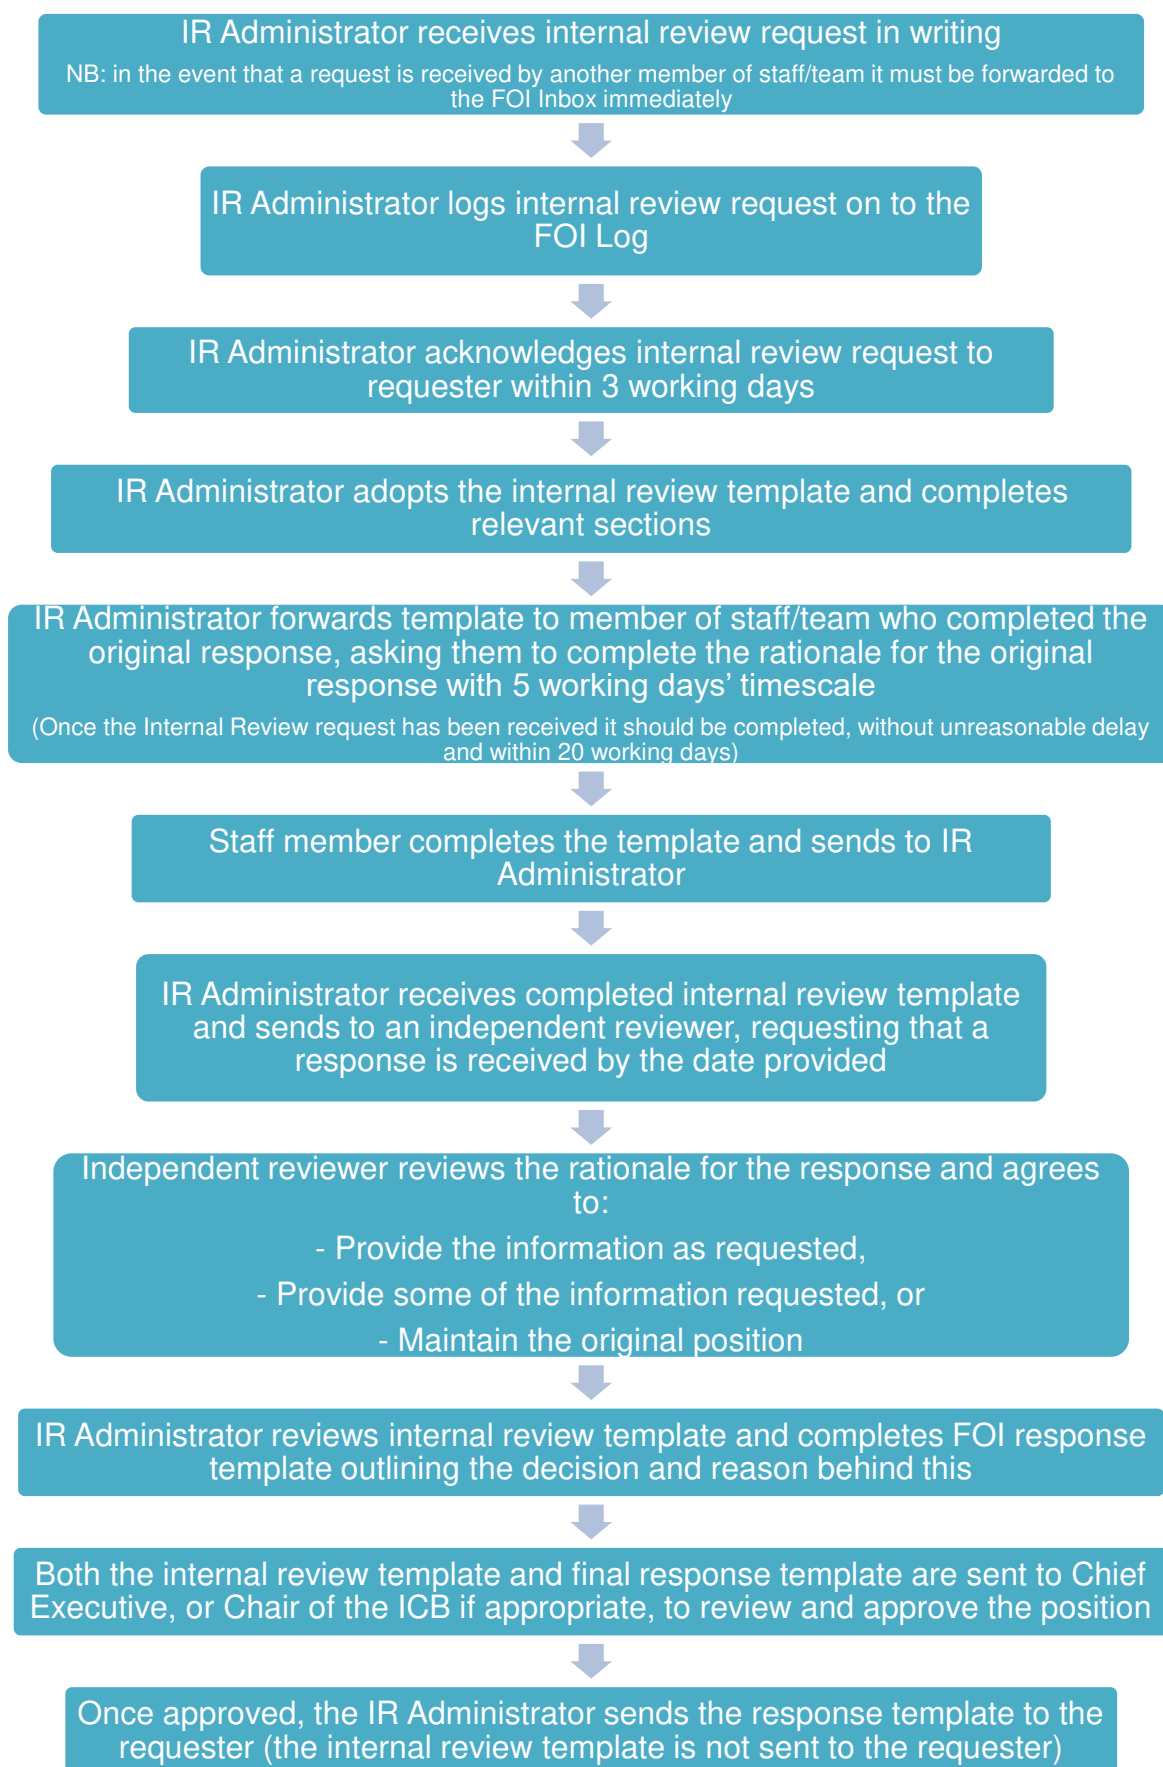 IR Administrator receives internal review request in writing
NB: in the event that a request is received by another member of staff/team it must be forwarded to
the FOI Inbox immediately
IR Administrator logs internal review request on to the
FOI Log
IR Administrator acknowledges internal review request to
requester within 3 working days
IR Administrator adopts the internal review template and completes
relevant sections
IR Administrator forwards template to member of staff/team who completed the
original response, asking them to complete the rationale for the original
response with 5 working days’ timescale
(Once the Internal Review request has been received it should be completed, without unreasonable delay
and within 20 working days)
Staff member completes the template and sends to IR
Administrator
IR Administrator receives completed internal review template
and sends to an independent reviewer, requesting that a
response is received by the date provided
Independent reviewer reviews the rationale for the response and agrees
to:
- Provide the information as requested,
- Provide some of the information requested, or
- Maintain the original position
IR Administrator reviews internal review template and completes FOI response
template outlining the decision and reason behind this
Both the internal review template and final response template are sent to Chief
Executive, or Chair of the ICB if appropriate, to review and approve the position
Once approved, the IR Administrator sends the response template to the
requester (the internal review template is not sent to the requester)